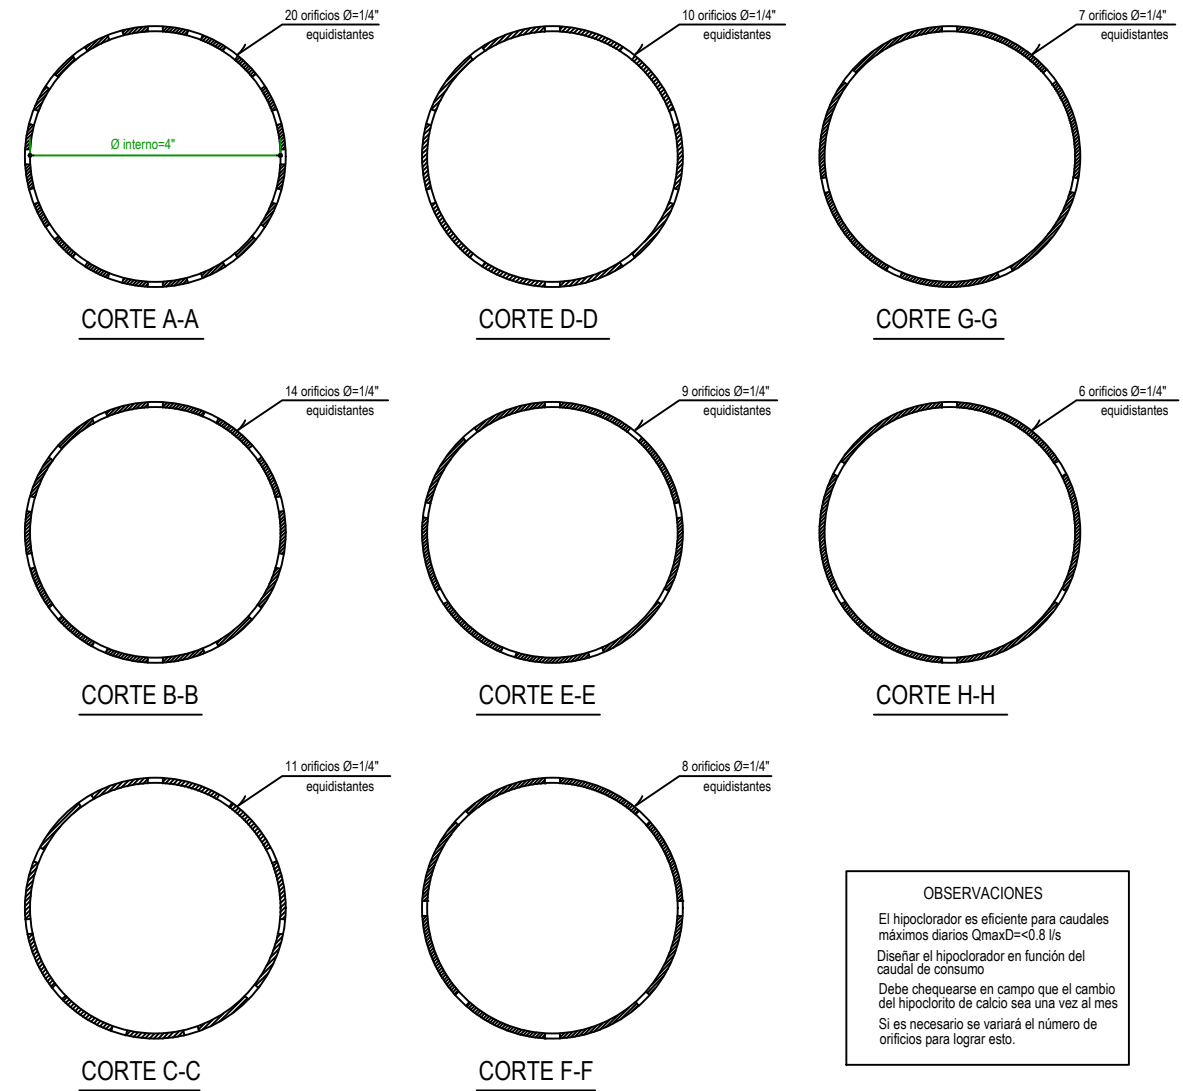 20 orificios Ø=1/4"
equidistantes
Ø interno=4"
CORTE A-A
10 orificios Ø=1/4"
equidistantes
CORTE D-D
7 orificios Ø=1/4"
equidistantes
CORTE G-G
14 orificios Ø=1/4"
equidistantes
CORTE B-B
9 orificios Ø=1/4"
equidistantes
CORTE E-E
6 orificios Ø=1/4"
equidistantes
CORTE H-H
11 orificios Ø=1/4"
equidistantes
CORTE C-C
8 orificios Ø=1/4"
equidistantes
CORTE F-F
OBSERVACIONES
El hipoclorador es eficiente para caudales
máximos diarios QmaxD=<0.8 l/s
Diseñar el hipoclorador en función del
caudal de consumo
Debe chequearse en campo que el cambio
del hipoclorito de calcio sea una vez al mes
Si es necesario se variará el número de
orificios para lograr esto.